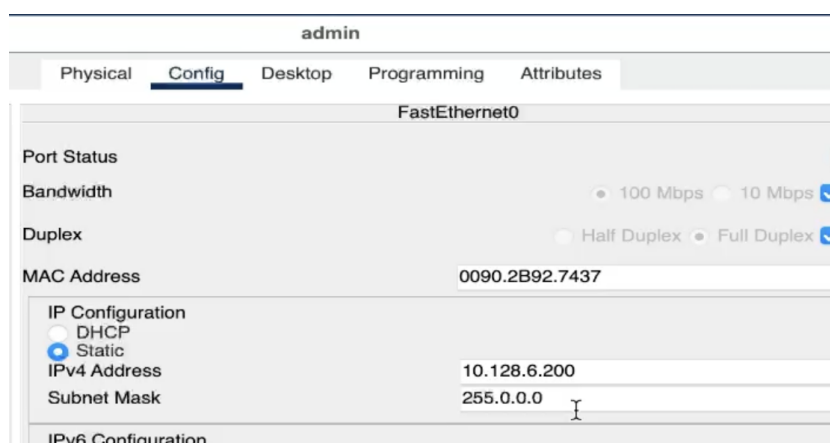 admin
Physical Config Desktop Programming Attributes
FastEthernet0
Port Status
Bandwidth 100 Mbps 10 Mbps
Duplex Half Duplex Full Duplex
MAC Address 0090.2B92.7437
IP Configuration
DHCP
Static
IPv4 Address 10.128.6.200
Subnet Mask 255.0.0.0
IPv6 Configuration